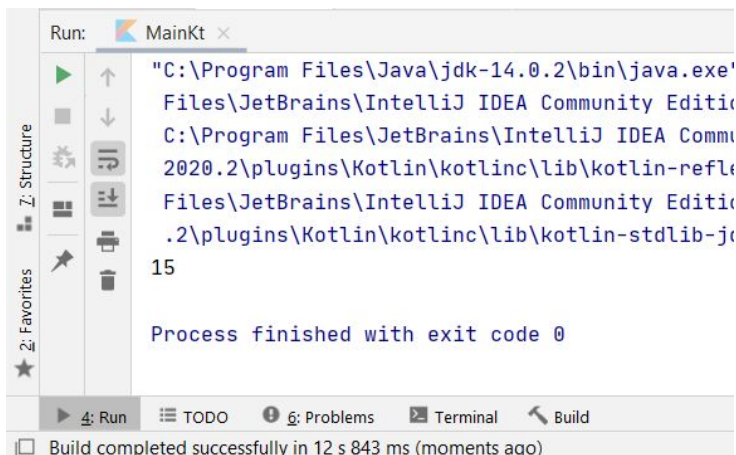 Run: MainKt
"C:\Program Files\Java\jdk-14.0.2\bin\java.exe"
Files\JetBrains\IntelliJ IDEA Community Editio
C:\Program Files\JetBrains\IntelliJ IDEA Commu
2020.2\plugins\Kotlin\kotlinc\lib\kotlin-refle
Files\JetBrains\IntelliJ IDEA Community Editio
.2\plugins\Kotlin\kotlinc\lib\kotlin-stdlib-jd
15
Process finished with exit code 0
7: Structure
2: Favorites
4: Run TODO 6: Problems Terminal Build
Build completed successfully in 12 s 843 ms (moments ago)